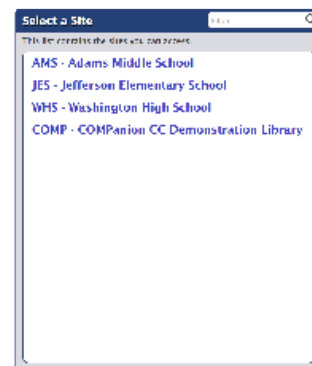 Select a Site
This list contains the sites you can access.
AMS - Adams Middle School
JES - Jefferson Elementary School
WHS - Washington High School
COMP - COMPanion CC Demonstration Library